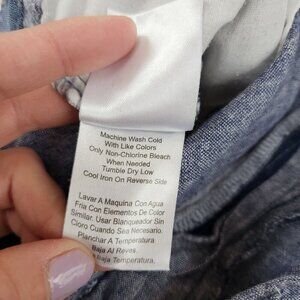 Machine Wash Cold
With Like Colors
Only Non-Chlorine Bleach
When Needed
Tumble Dry Low
Cool Iron On Reverse Side
Lavar A Maquina Con Agua
Fria Con Elementos De Color
Similar. Usar Blanqueador Sin
Cloro Cuando Sea Necesario.
Planchar A Temperatura
Baja Al Reves.
Baja Temperatura